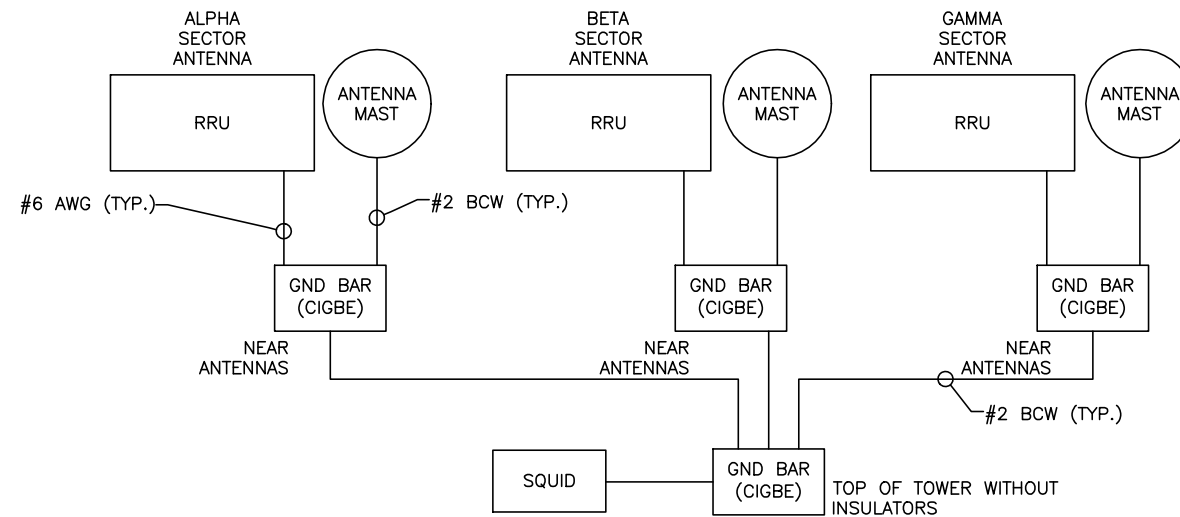 ALPHA
SECTOR
ANTENNA
BETA
SECTOR
ANTENNA
GAMMA
SECTOR
ANTENNA
RRU
ANTENNA
MAST
RRU
ANTENNA
MAST
RRU
ANTENNA
MAST
#6 AWG (TYP.)
#2 BCW (TYP.)
GND BAR
(CIGBE)
GND BAR
(CIGBE)
GND BAR
(CIGBE)
NEAR
ANTENNAS
NEAR
ANTENNAS
NEAR
ANTENNAS
#2 BCW (TYP.)
SQUID
GND BAR
(CIGBE)
TOP OF TOWER WITHOUT
INSULATORS